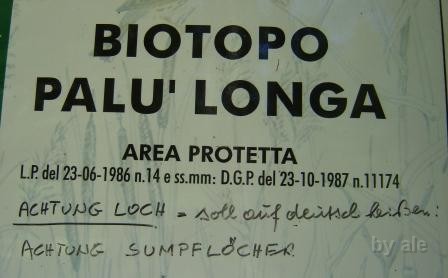 BIOTOPO
PALU' LONGA
AREA PROTETTA
L.P. del 23-06-1986 n.14 e ss.mm: D.G.P. del 23-10-1987 n.11174
ACHTUNG LOCH = soll auf deutsch heißen:
ACHTUNG SUMPFLÖCHER
by ale